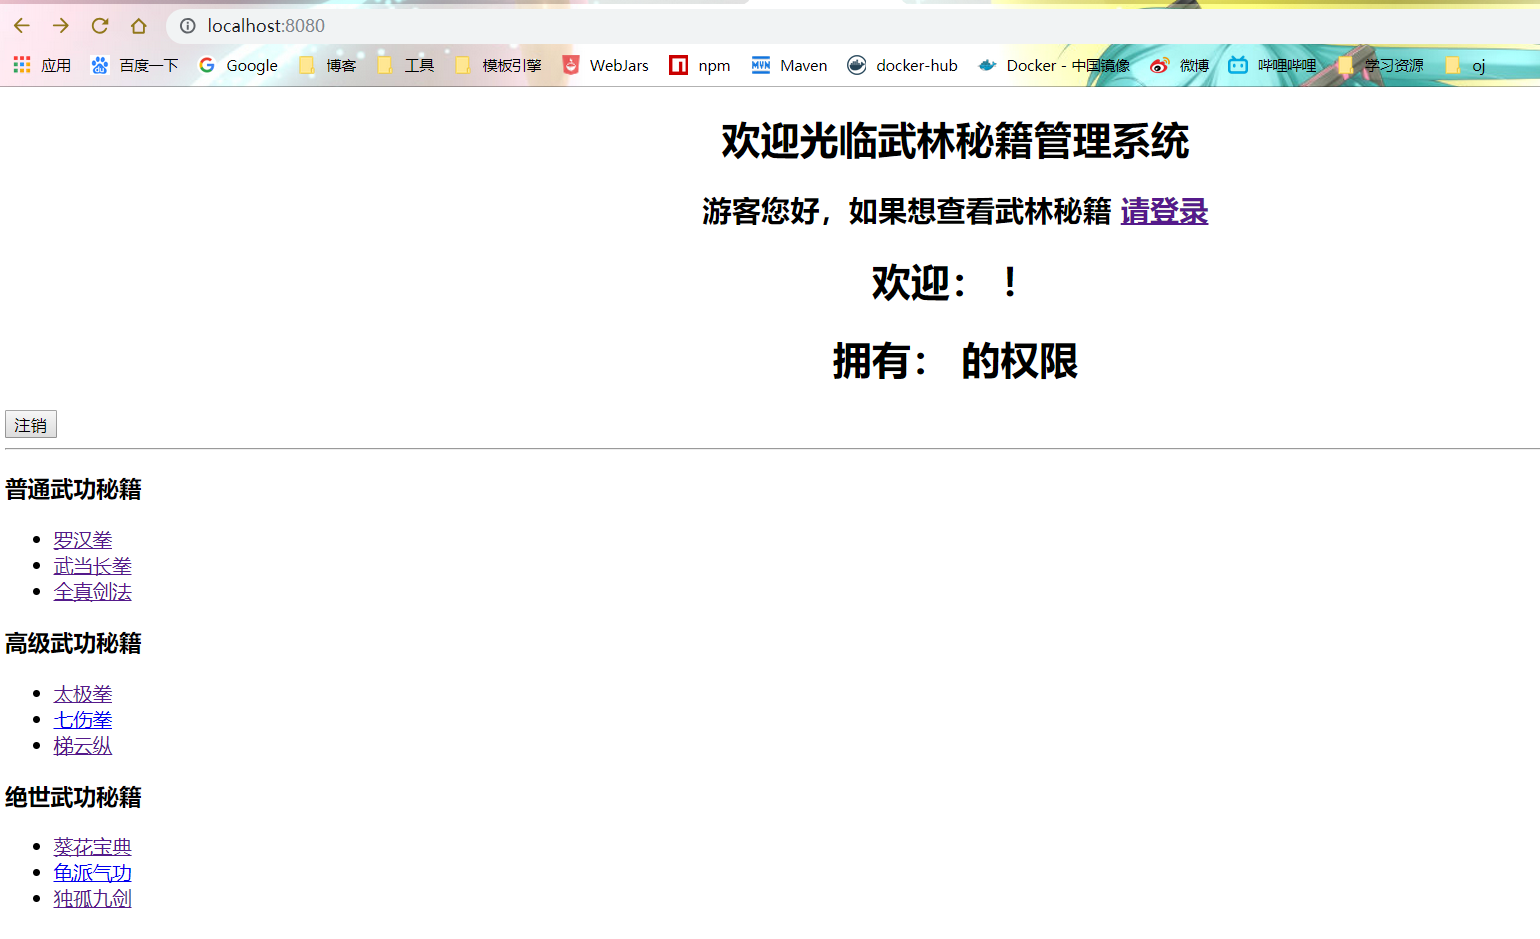 localhost:8080
应用 百度一下 Google 博客 工具 模板引擎 WebJars npm Maven docker-hub Docker - 中国镜像 微博 哔哩哔哩 学习资源 oj
欢迎光临武林秘籍管理系统
游客您好，如果想查看武林秘籍 请登录
欢迎： ！
拥有： 的权限
注销
普通武功秘籍
罗汉拳
武当长拳
全真剑法
高级武功秘籍
太极拳
七伤拳
梯云纵
绝世武功秘籍
葵花宝典
龟派气功
独孤九剑